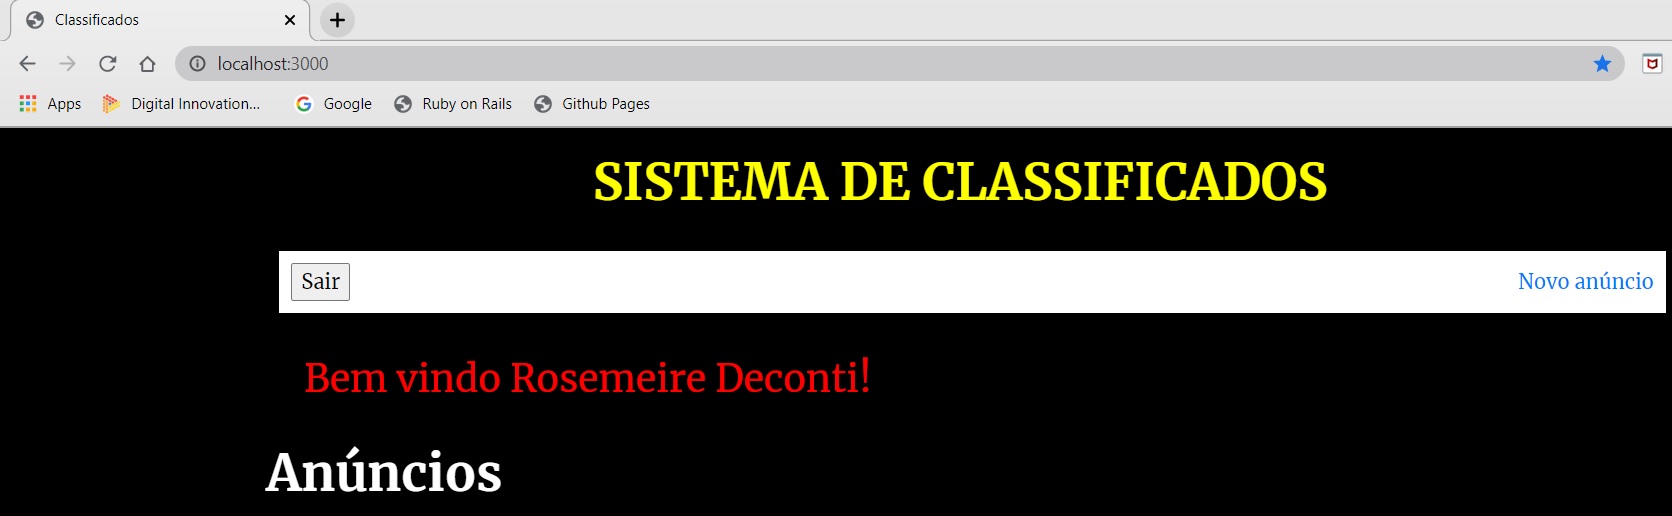 Classificados
localhost:3000
Apps Digital Innovation... Google Ruby on Rails Github Pages
SISTEMA DE CLASSIFICADOS
Sair Novo anúncio
Bem vindo Rosemeire Deconti!
Anúncios